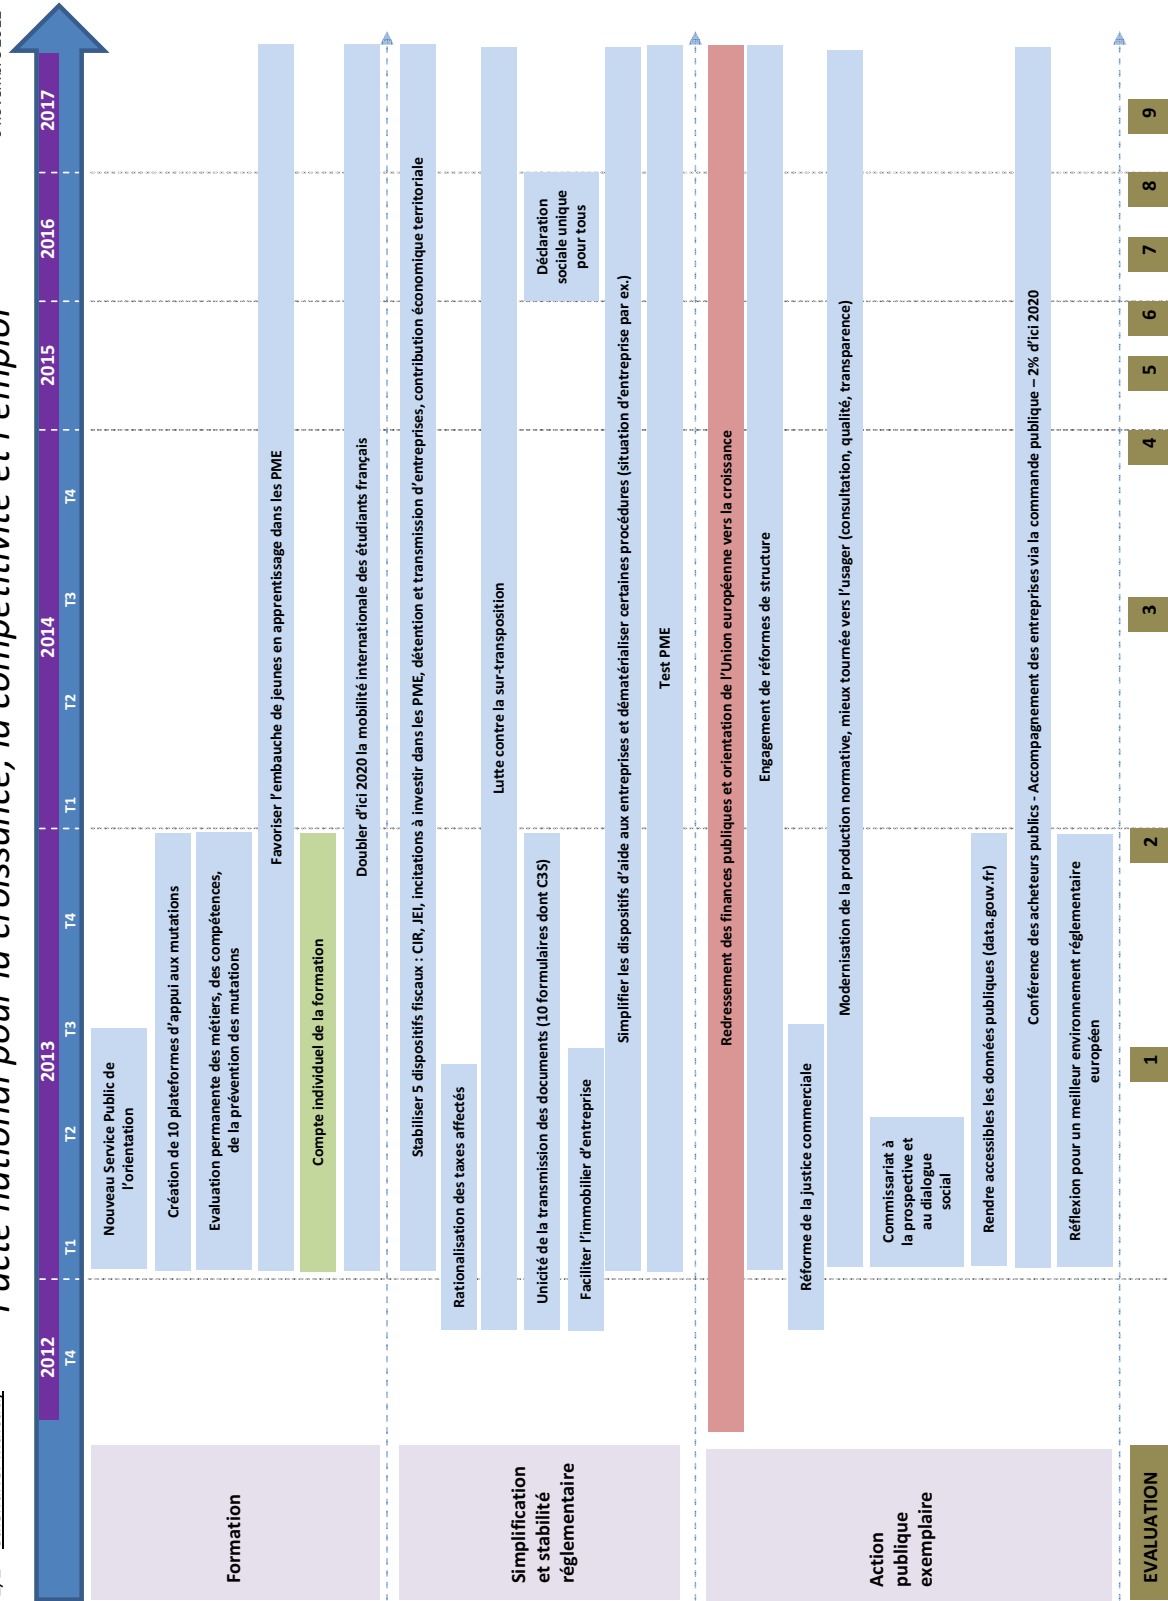 Pacte national pour la croissance, la compétitivité et l'emploi
2012
2013
2014
2015
2016
2017
T4
T1
T2
T3
T4
T1
T2
T3
T4
Formation
Nouveau Service Public de
l'orientation
Création de 10 plateformes d'appui aux mutations
Evaluation permanente des métiers, des compétences,
de la prévention des mutations
Favoriser l'embauche de jeunes en apprentissage dans les PME
Compte individuel de la formation
Doubler d'ici 2020 la mobilité internationale des étudiants français
Simplification
et stabilité
réglementaire
Stabiliser 5 dispositifs fiscaux : CIR, JEI, incitations à investir dans les PME, détention et transmission d'entreprises, contribution économique territoriale
Rationalisation des taxes affectés
Lutte contre la sur-transposition
Unicité de la transmission des documents (10 formulaires dont C3S)
Déclaration
sociale unique
pour tous
Faciliter l'immobilier d'entreprise
Simplifier les dispositifs d'aide aux entreprises et dématérialiser certaines procédures (situation d'entreprise par ex.)
Test PME
Action
publique
exemplaire
Redressement des finances publiques et orientation de l'Union européenne vers la croissance
Engagement de réformes de structure
Réforme de la justice commerciale
Modernisation de la production normative, mieux tournée vers l'usager (consultation, qualité, transparence)
Commissariat à
la prospective et
au dialogue
social
Rendre accessibles les données publiques (data.gouv.fr)
Conférence des acheteurs publics - Accompagnement des entreprises via la commande publique – 2% d'ici 2020
Réflexion pour un meilleur environnement réglementaire
européen
EVALUATION
1
2
3
4
5
6
7
8
9